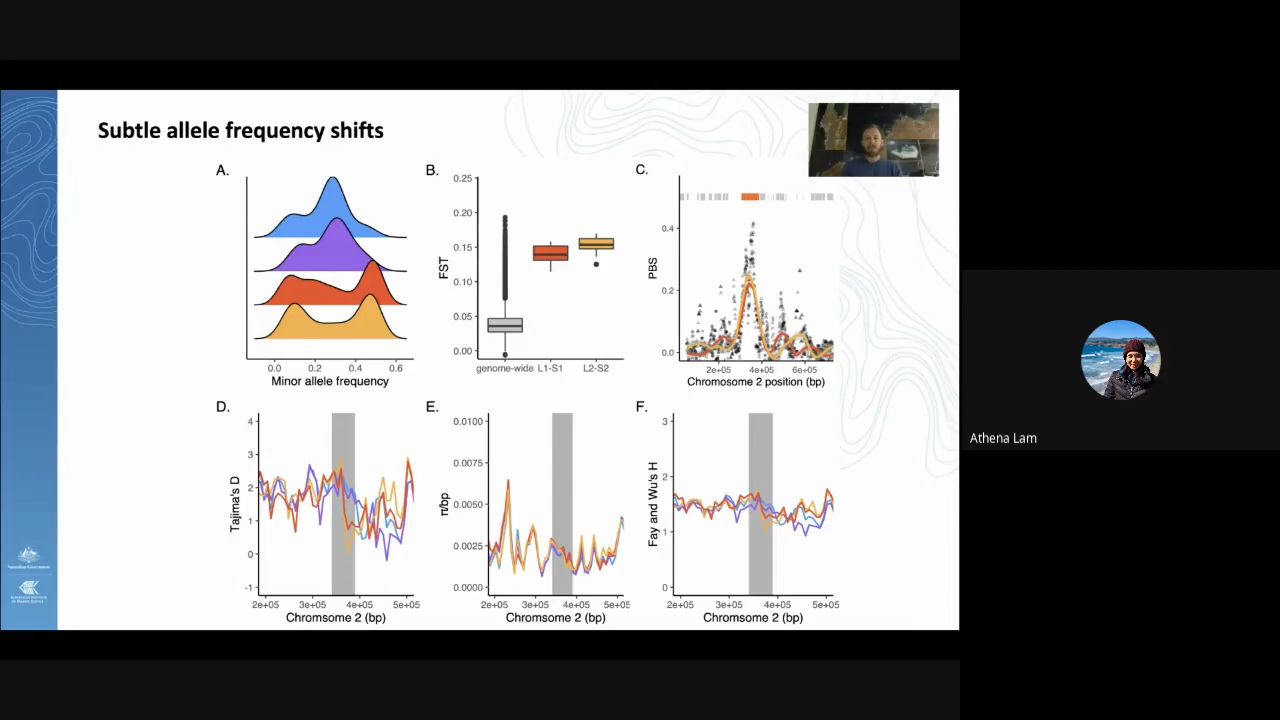 Subtle allele frequency shifts
A.
0.0 0.2 0.4 0.6
Minor allele frequency
B.
FST
0.25
0.20
0.15
0.10
0.05
0.00
genome-wide L1-S1 L2-S2
C.
PBS
0.4
0.2
0.0
2e+05 4e+05 6e+05
Chromosome 2 position (bp)
D.
Tajima's D
4
3
2
1
0
-1
2e+05 3e+05 4e+05 5e+05
Chromsome 2 (bp)
E.
π/bp
0.0100
0.0075
0.0050
0.0025
0.0000
2e+05 3e+05 4e+05 5e+05
Chromsome 2 (bp)
F.
Fay and Wu's H
3
2
1
0
2e+05 3e+05 4e+05 5e+05
Chromsome 2 (bp)
Australian Government
Athena Lam